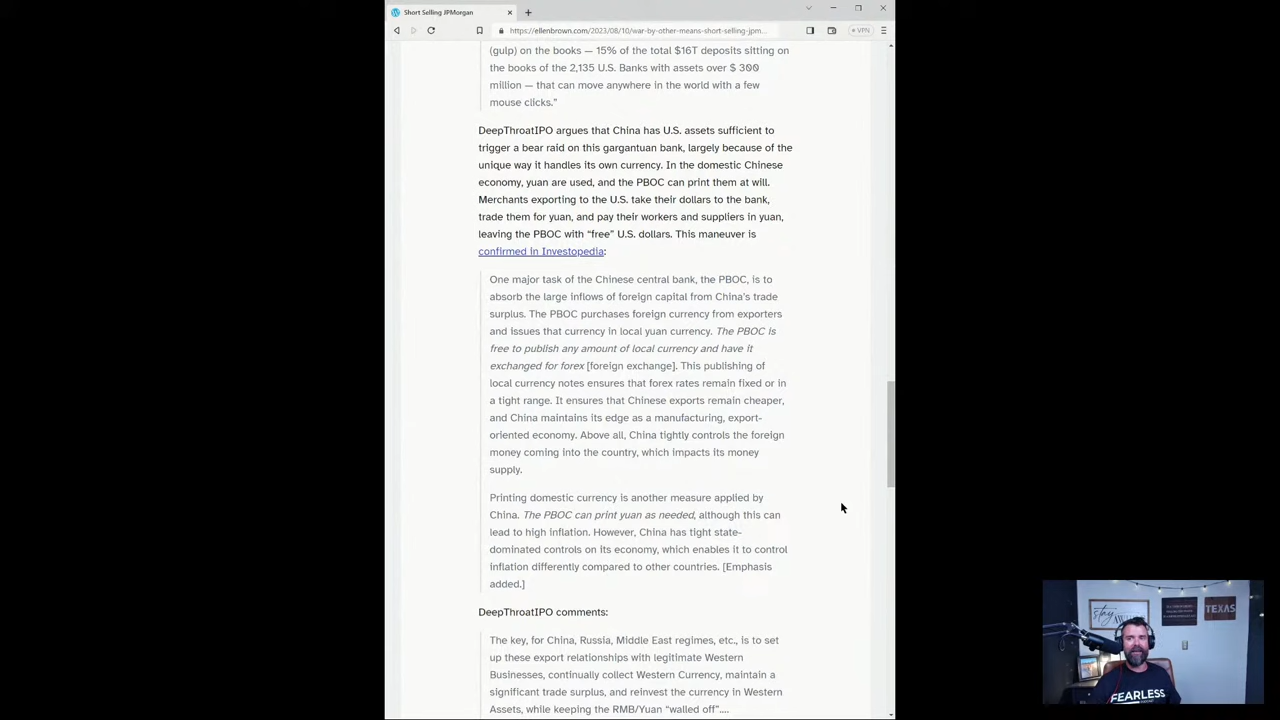 Short Selling JPMorgan
https://ellenbrown.com/2023/08/10/war-by-other-means-short-selling-jpm...
VPN
(gulp) on the books — 15% of the total $16T deposits sitting on
the books of the 2,135 U.S. Banks with assets over $ 300
million — that can move anywhere in the world with a few
mouse clicks.”
DeepThroatIPO argues that China has U.S. assets sufficient to
trigger a bear raid on this gargantuan bank, largely because of the
unique way it handles its own currency. In the domestic Chinese
economy, yuan are used, and the PBOC can print them at will.
Merchants exporting to the U.S. take their dollars to the bank,
trade them for yuan, and pay their workers and suppliers in yuan,
leaving the PBOC with “free” U.S. dollars. This maneuver is
confirmed in Investopedia:
One major task of the Chinese central bank, the PBOC, is to
absorb the large inflows of foreign capital from China’s trade
surplus. The PBOC purchases foreign currency from exporters
and issues that currency in local yuan currency. The PBOC is
free to publish any amount of local currency and have it
exchanged for forex [foreign exchange]. This publishing of
local currency notes ensures that forex rates remain fixed or in
a tight range. It ensures that Chinese exports remain cheaper,
and China maintains its edge as a manufacturing, export-
oriented economy. Above all, China tightly controls the foreign
money coming into the country, which impacts its money
supply.
Printing domestic currency is another measure applied by
China. The PBOC can print yuan as needed, although this can
lead to high inflation. However, China has tight state-
dominated controls on its economy, which enables it to control
inflation differently compared to other countries. [Emphasis
added.]
DeepThroatIPO comments:
The key, for China, Russia, Middle East regimes, etc., is to set
up these export relationships with legitimate Western
Businesses, continually collect Western Currency, maintain a
significant trade surplus, and reinvest the currency in Western
Assets, while keeping the RMB/Yuan “walled off”....
stay
TEXAS
FEARLESS